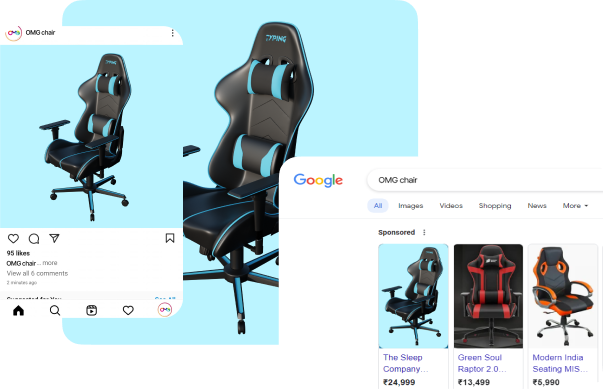 OMG chair
TYPING
95 likes
OMG chair... more
View all 6 comments
2 minutes ago
Suggested for You
See All
Google
OMG chair
All Images Videos Shopping News More
Sponsored
The Sleep
Company...
₹24,999
Green Soul
Raptor 2.0...
₹13,499
Modern India
Seating MIS...
₹5,990